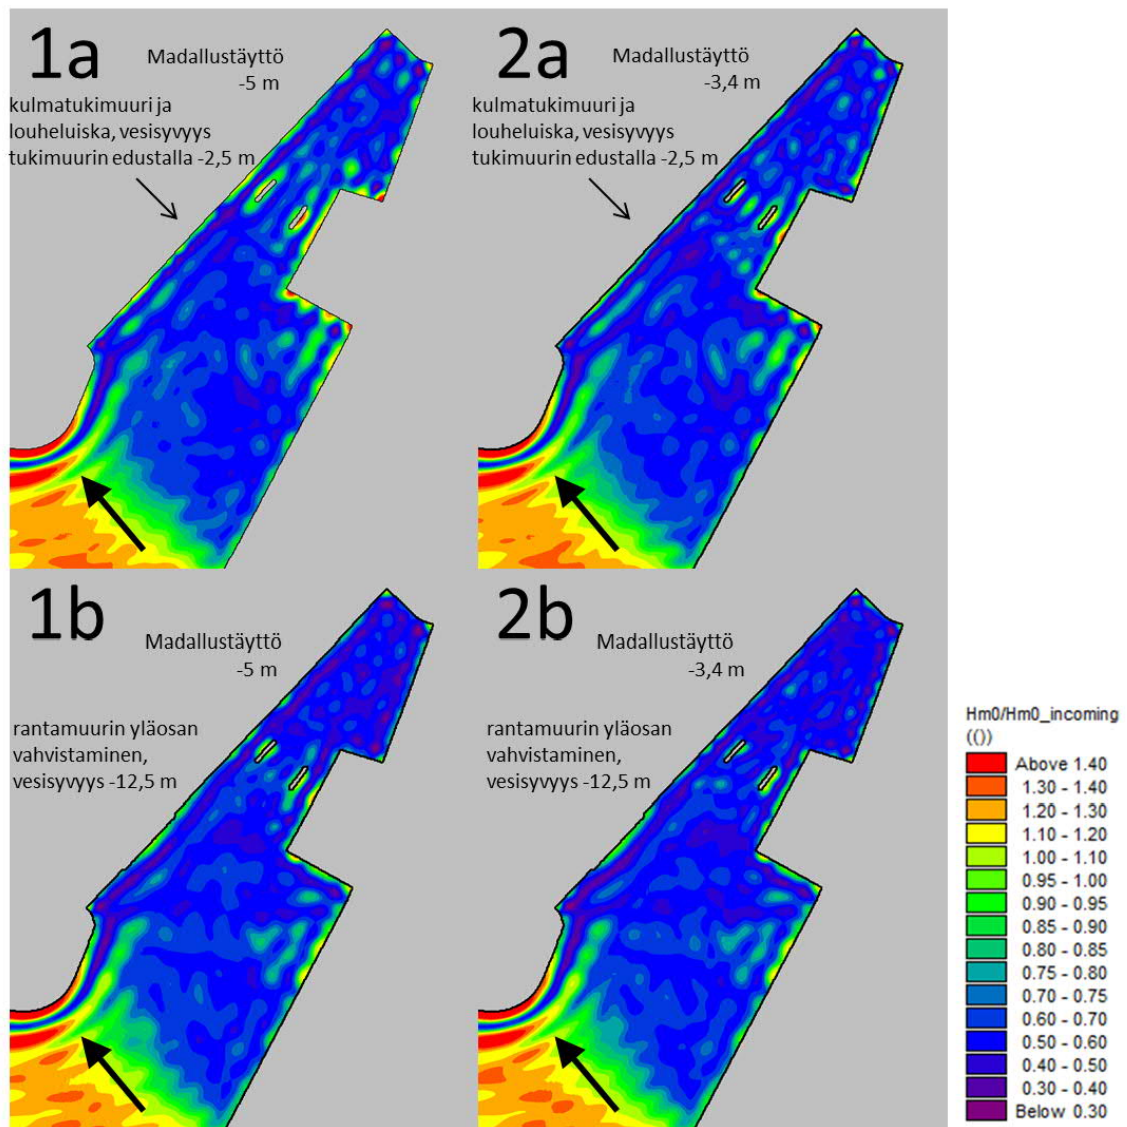 1a
Madallustäyttö
-5 m
kulmatukimuuri ja
louheluiska, vesisyvyys
tukimuurin edustalla -2,5 m
2a
Madallustäyttö
-3,4 m
kulmatukimuuri ja
louheluiska, vesisyvyys
tukimuurin edustalla -2,5 m
1b
Madallustäyttö
-5 m
rantamuurin yläosan
vahvistaminen,
vesisyvyys -12,5 m
2b
Madallustäyttö
-3,4 m
rantamuurin yläosan
vahvistaminen,
vesisyvyys -12,5 m
Hm0/Hm0_incoming
(())
Above 1.40
1.30 - 1.40
1.20 - 1.30
1.10 - 1.20
1.00 - 1.10
0.95 - 1.00
0.90 - 0.95
0.85 - 0.90
0.80 - 0.85
0.75 - 0.80
0.70 - 0.75
0.60 - 0.70
0.50 - 0.60
0.40 - 0.50
0.30 - 0.40
Below 0.30